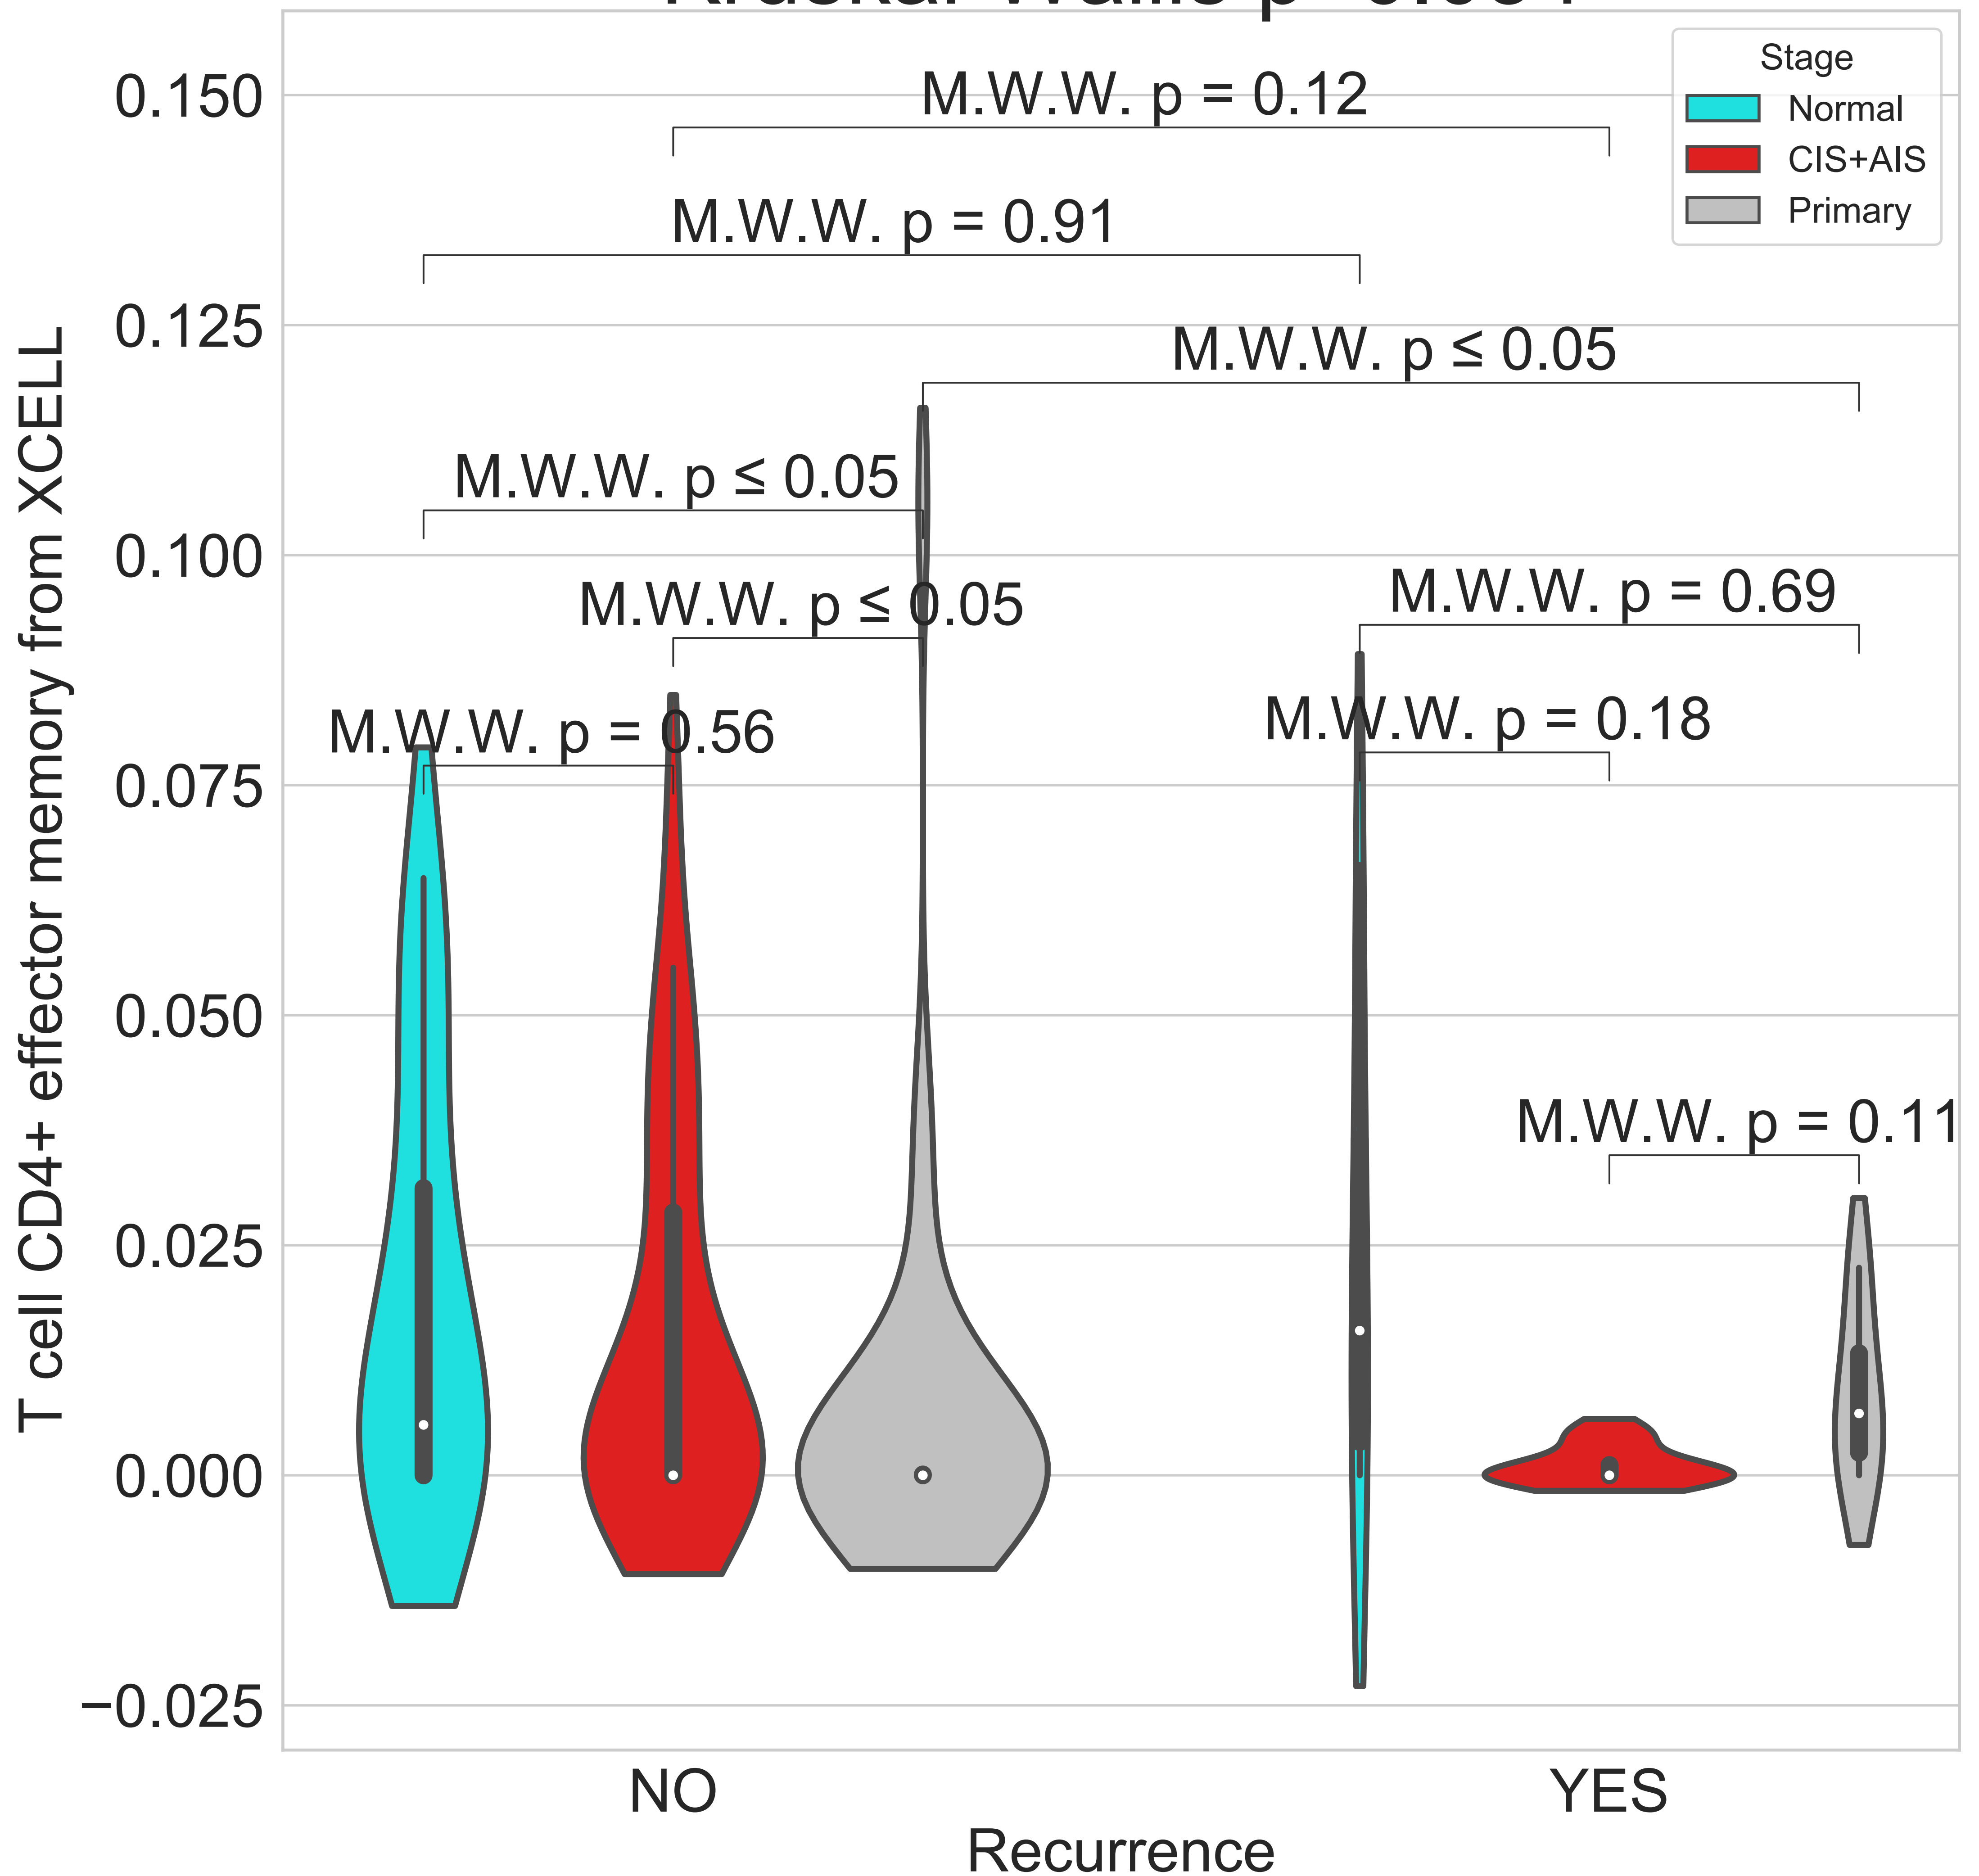 Stage
Normal
CIS+AIS
Primary
M.W.W. p = 0.12
M.W.W. p = 0.91
M.W.W. p ≤ 0.05
M.W.W. p ≤ 0.05
M.W.W. p ≤ 0.05
M.W.W. p = 0.69
M.W.W. p = 0.56
M.W.W. p = 0.18
M.W.W. p = 0.11
T cell CD4+ effector memory from XCELL
0.150
0.125
0.100
0.075
0.050
0.025
0.000
−0.025
NO
YES
Recurrence